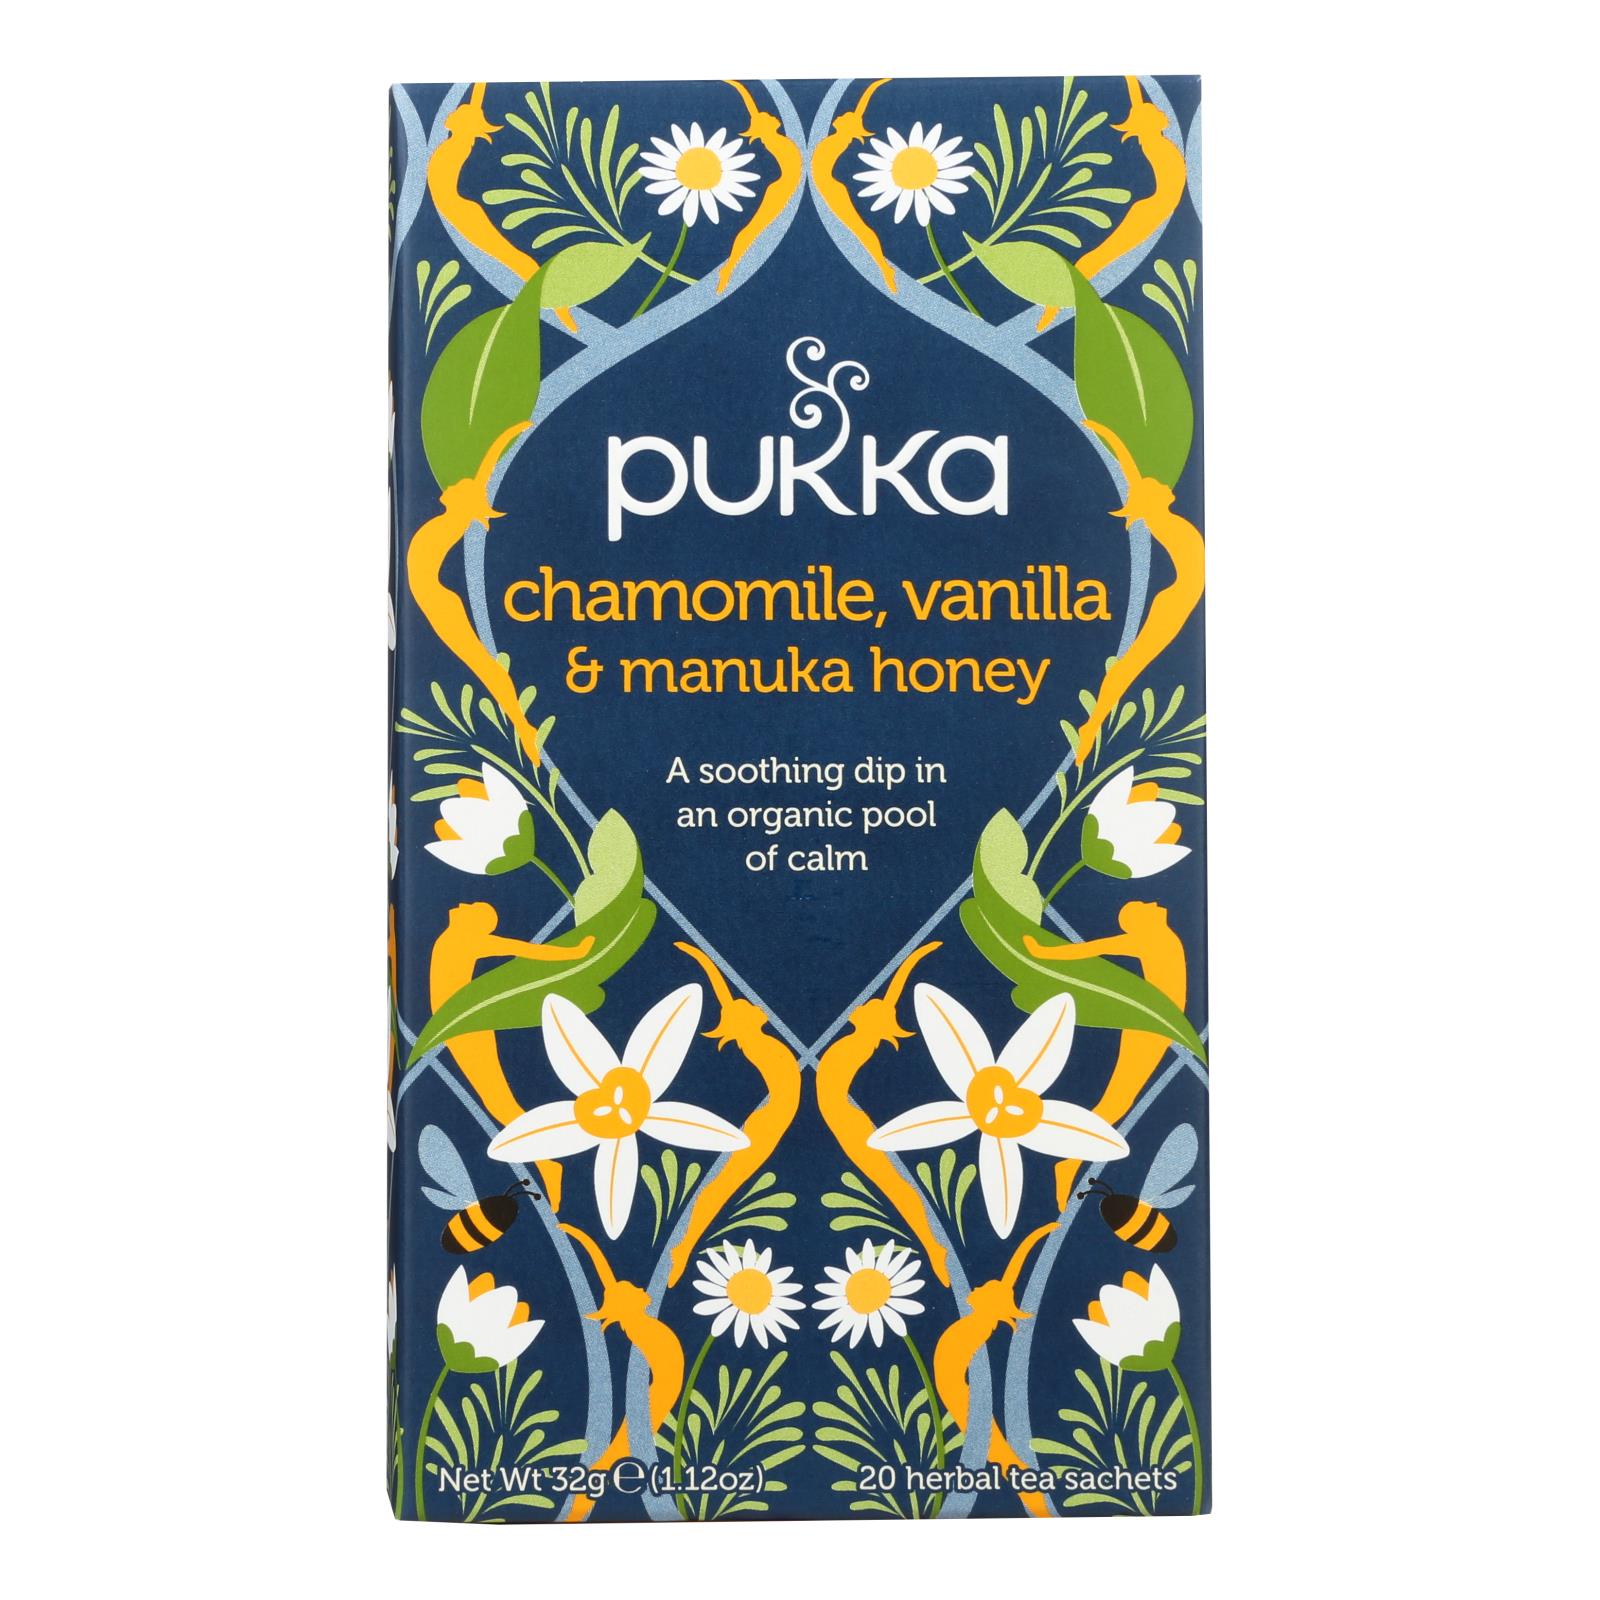 pukka
chamomile, vanilla
& manuka honey
A soothing dip in
an organic pool
of calm
Net Wt 32g ℮ (1.12oz)
20 herbal tea sachets